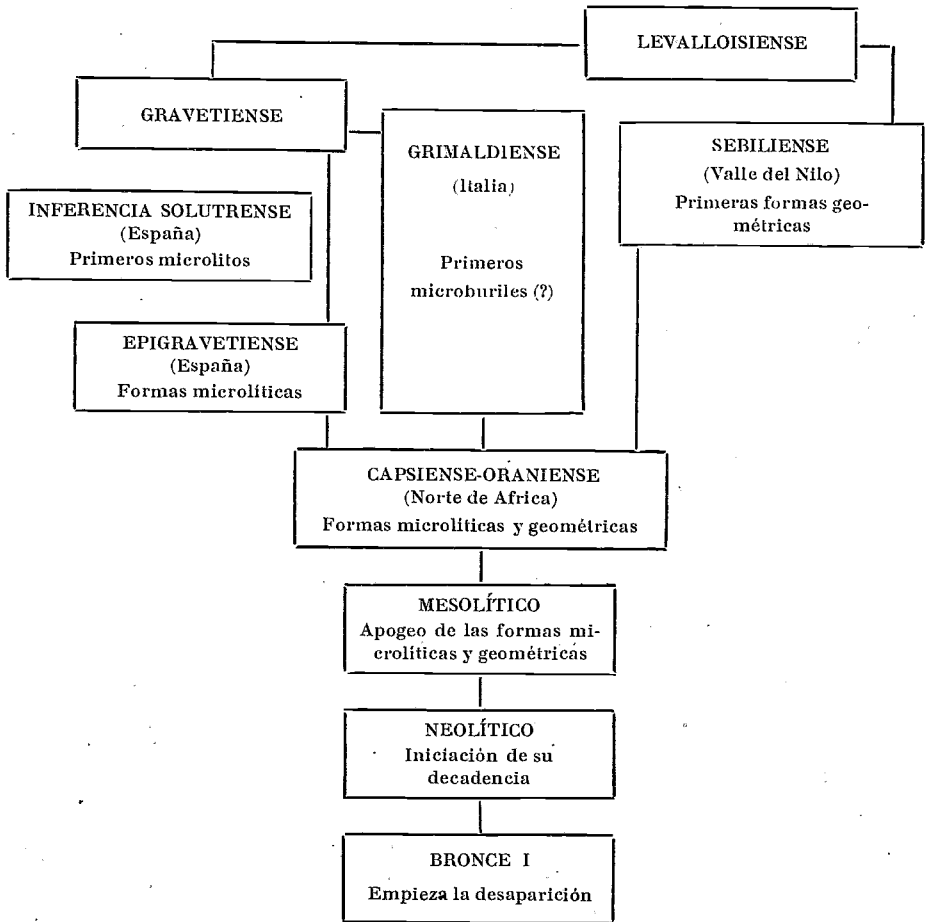 LEVALLOISIENSE
GRAVETIENSE
GRIMALDIENSE
(Italia)
Primeros
microburiles (?)
SEBILIENSE
(Valle del Nilo)
Primeras formas geo-
métricas
INFERENCIA SOLUTRENSE
(España)
Primeros microlitos
EPIGRAVETIENSE
(España)
Formas microlíticas
CAPSIENSE-ORANIENSE
(Norte de Africa)
Formas microlíticas y geométricas
MESOLÍTICO
Apogeo de las formas mi-
crolíticas y geométricas
NEOLÍTICO
Iniciación de su
decadencia
BRONCE I
Empieza la desaparición